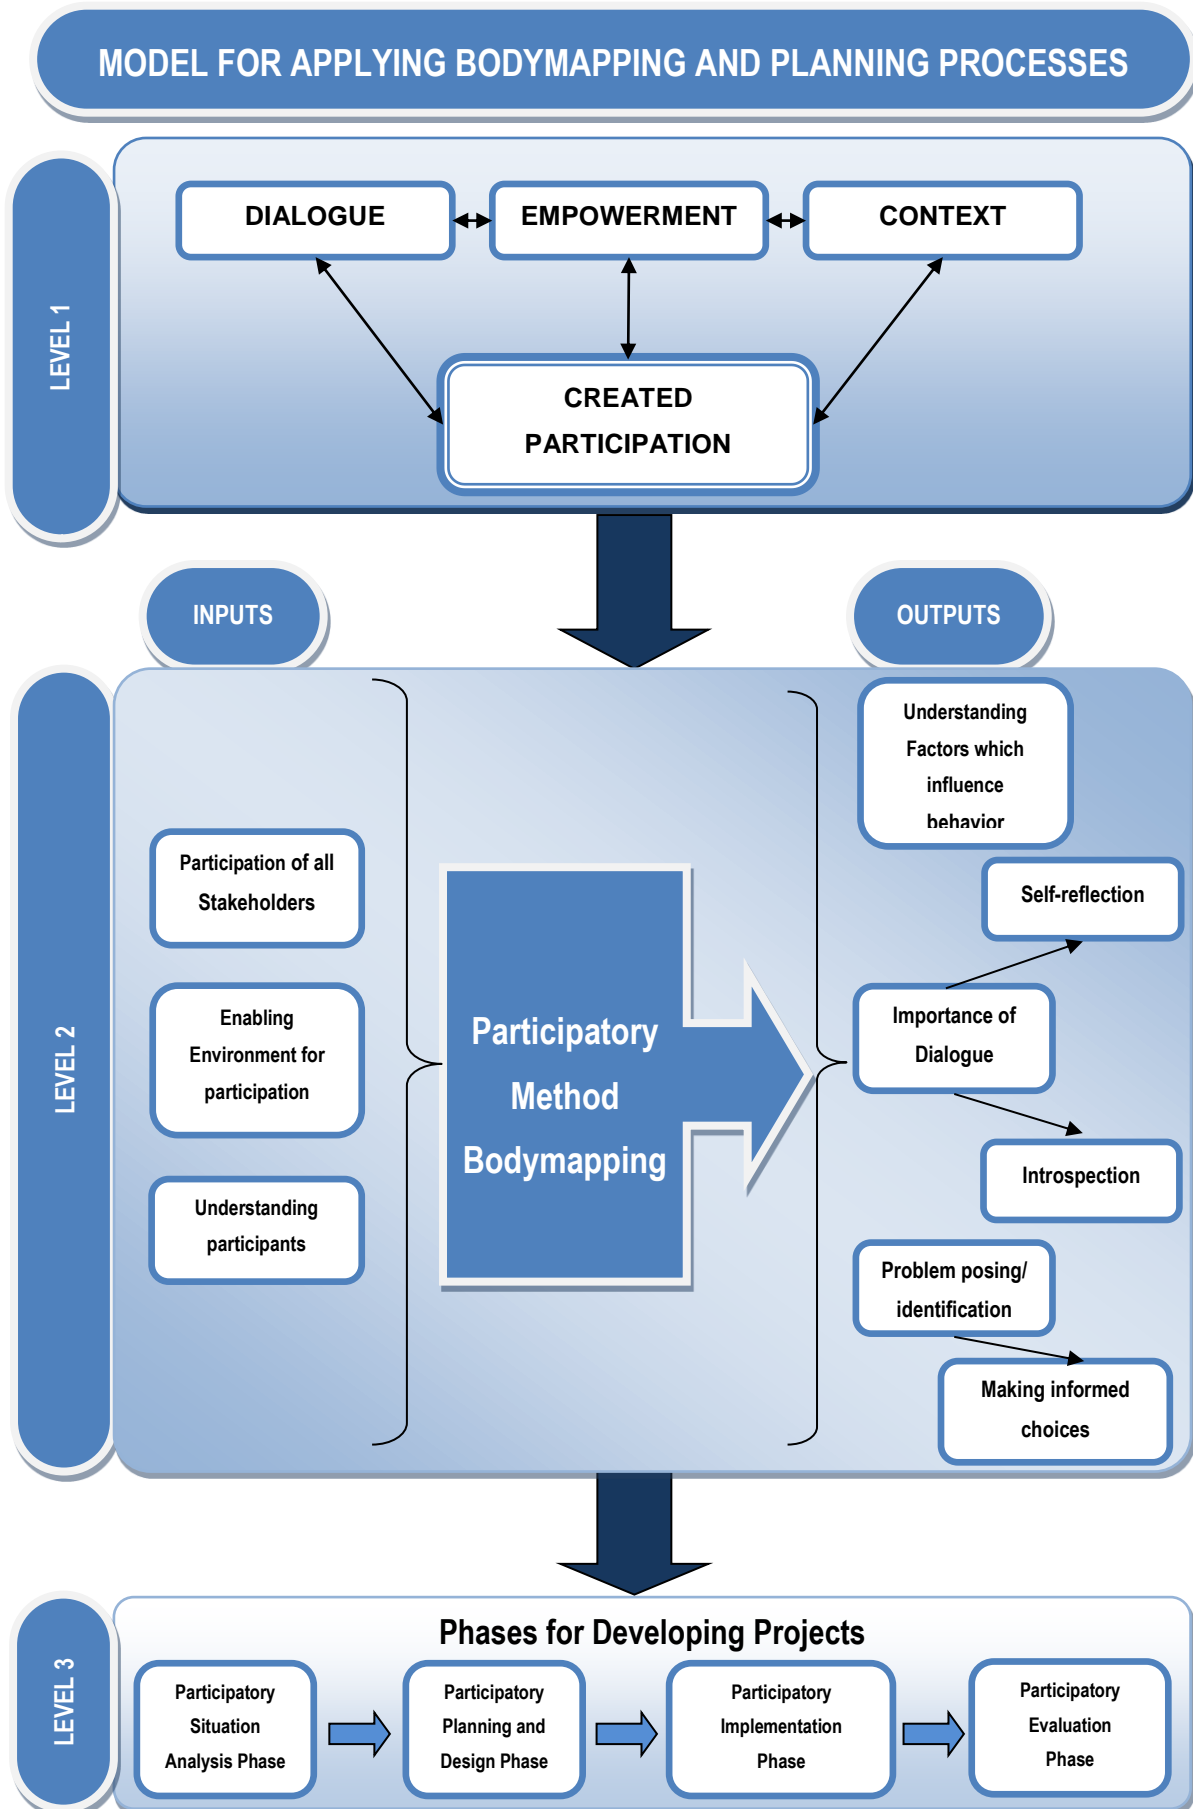 MODEL FOR APPLYING BODYMAPPING AND PLANNING PROCESSES
LEVEL 1
DIALOGUE
EMPOWERMENT
CONTEXT
CREATED
PARTICIPATION
INPUTS
OUTPUTS
LEVEL 2
Participation of all
Stakeholders
Enabling
Environment for
participation
Understanding
participants
Participatory
Method
Bodymapping
Understanding
Factors which
influence
behavior
Self-reflection
Importance of
Dialogue
Introspection
Problem posing/
identification
Making informed
choices
LEVEL 3
Phases for Developing Projects
Participatory
Situation
Analysis Phase
Participatory
Planning and
Design Phase
Participatory
Implementation
Phase
Participatory
Evaluation
Phase